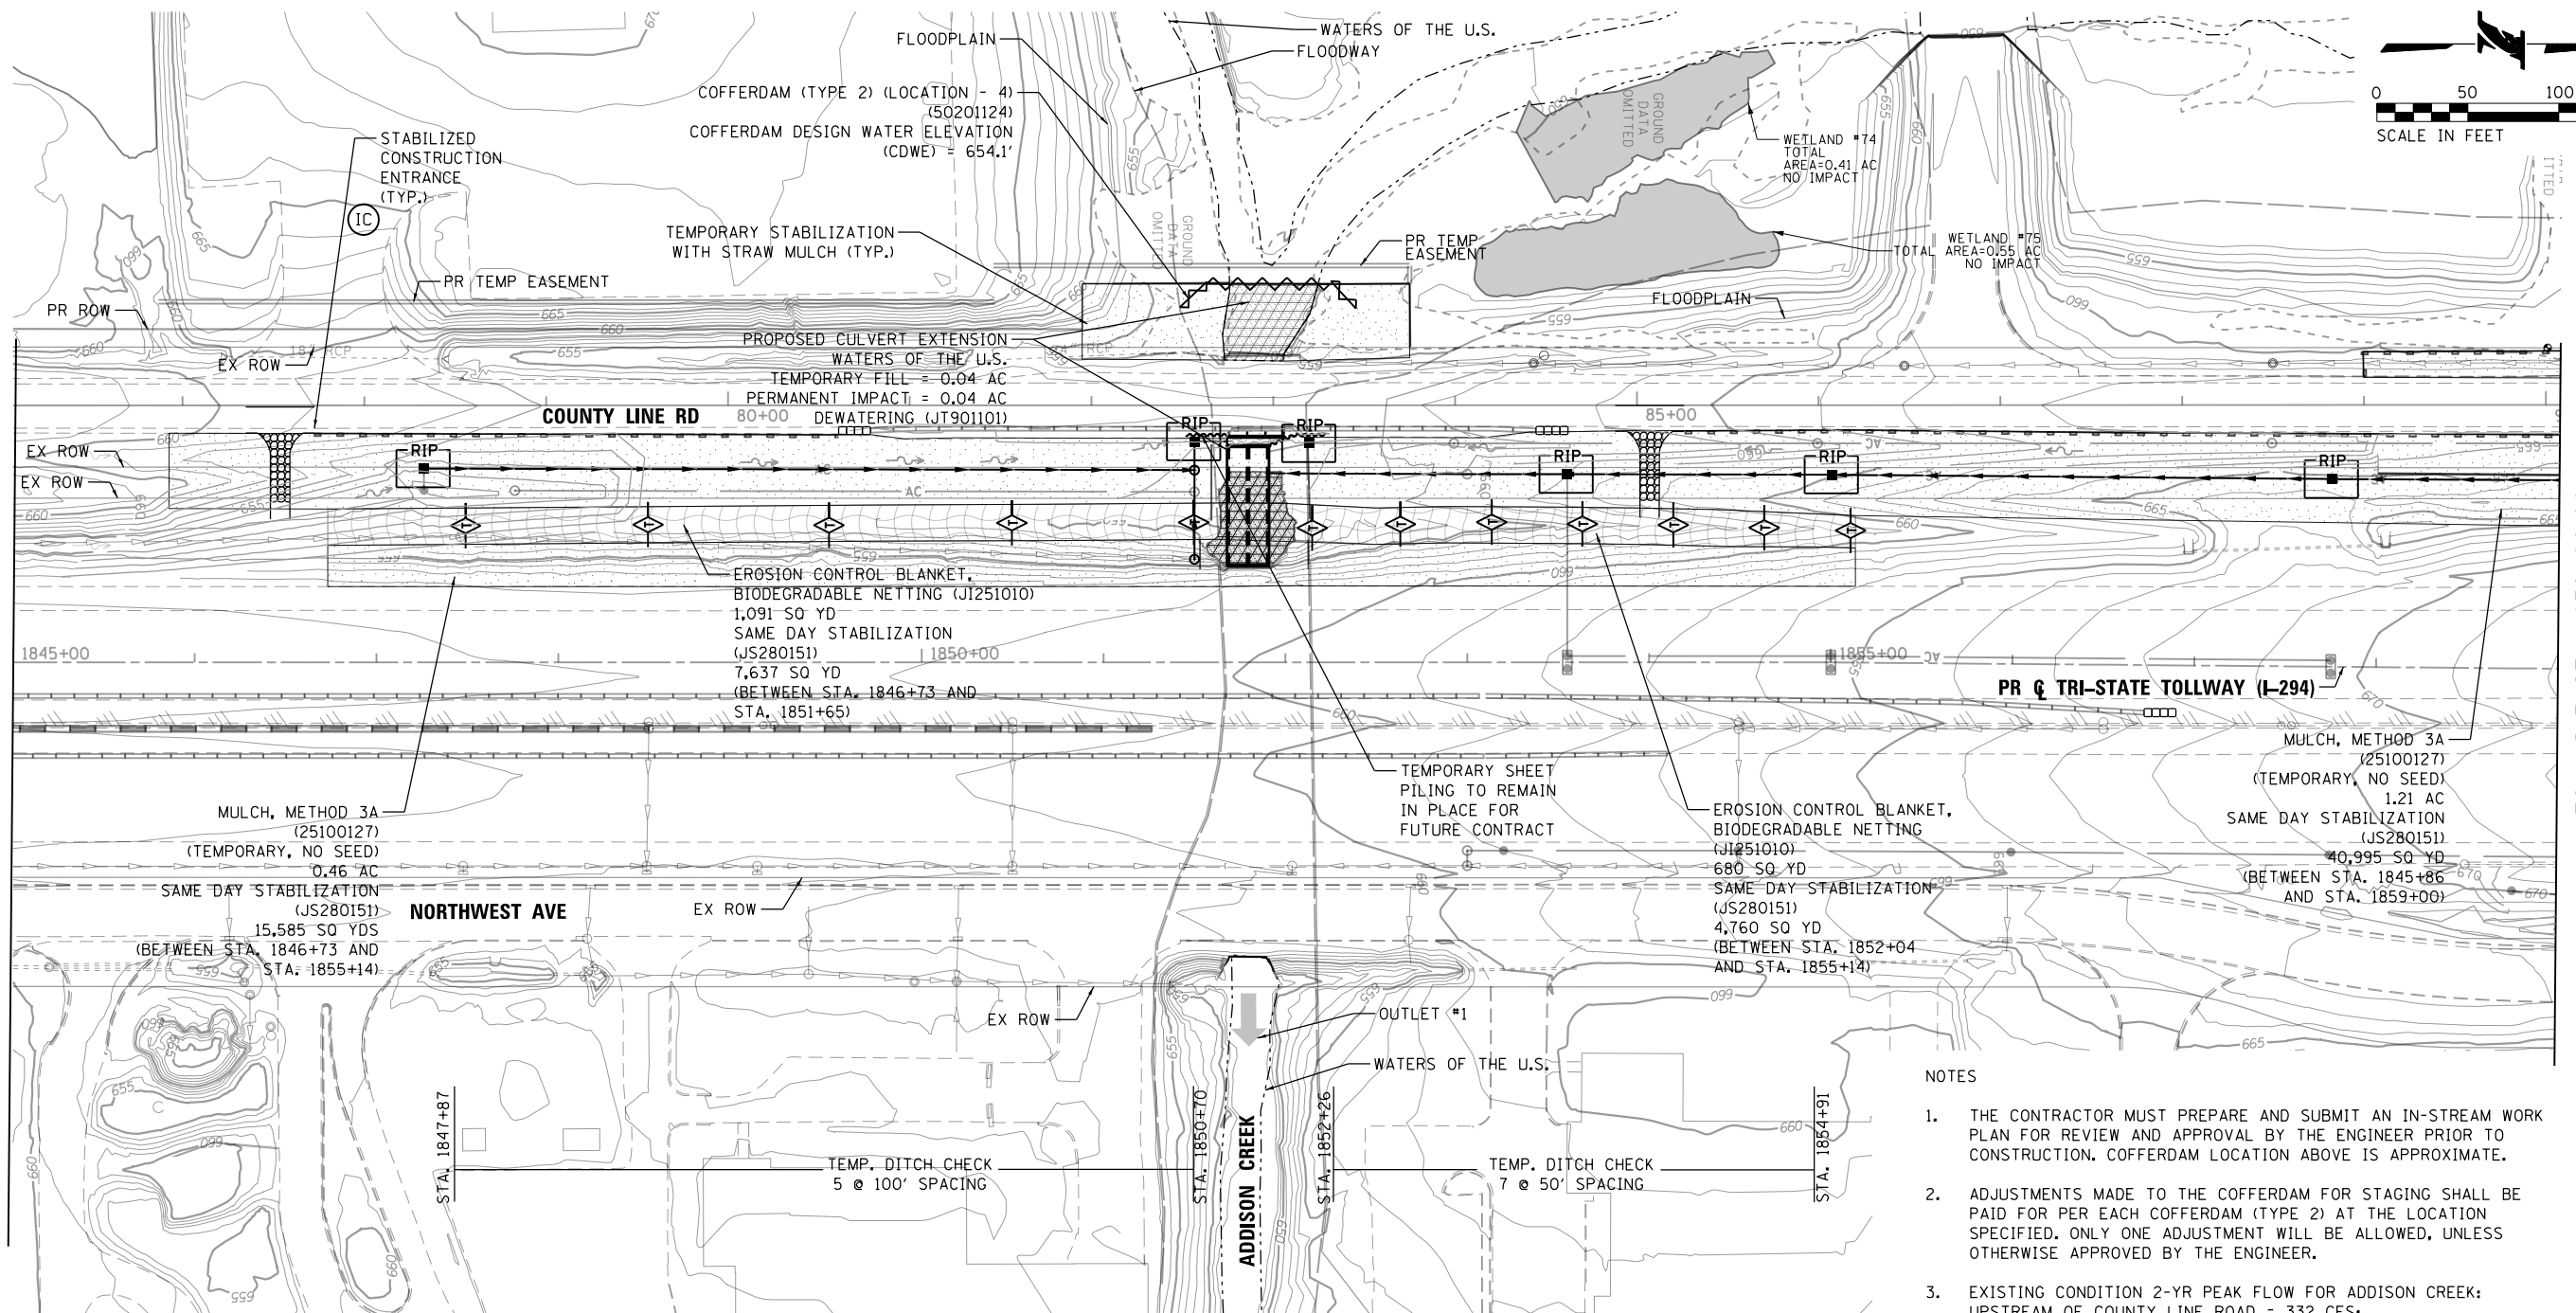 WATERS OF THE U.S.
FLOODPLAIN
FLOODWAY
COFFERDAM (TYPE 2) (LOCATION - 4)
(50201124)
COFFERDAM DESIGN WATER ELEVATION
(CDWE) = 654.1'
STABILIZED
CONSTRUCTION
ENTRANCE
(TYP.)
IC
0 50 100
SCALE IN FEET
GROUND
DATA
OMITTED
WETLAND #74
TOTAL
AREA=0.41 AC
NO IMPACT
TEMPORARY STABILIZATION
WITH STRAW MULCH (TYP.)
GROUND
DATA
OMITTED
PR TEMP
EASEMENT
WETLAND #75
TOTAL AREA=0.55 AC
NO IMPACT
PR TEMP EASEMENT
PR ROW
FLOODPLAIN
EX ROW
PROPOSED CULVERT EXTENSION
WATERS OF THE U.S.
TEMPORARY FILL = 0.04 AC
PERMANENT IMPACT = 0.04 AC
DEWATERING (JT901101)
COUNTY LINE RD
80+00
85+00
EX ROW
EX ROW
RIP
RIP
RIP
RIP
RIP
RIP
AC
AC
T T T T T T T T T T T T
EROSION CONTROL BLANKET,
BIODEGRADABLE NETTING (JI251010)
1,091 SQ YD
SAME DAY STABILIZATION
(JS280151)
7,637 SQ YD
(BETWEEN STA. 1846+73 AND
STA. 1851+65)
1845+00
1850+00
1855+00
AC
PR CL TRI-STATE TOLLWAY (I-294)
MULCH, METHOD 3A
(25100127)
(TEMPORARY, NO SEED)
1.21 AC
SAME DAY STABILIZATION
(JS280151)
40,995 SQ YD
(BETWEEN STA. 1845+86
AND STA. 1859+00)
TEMPORARY SHEET
PILING TO REMAIN
IN PLACE FOR
FUTURE CONTRACT
EROSION CONTROL BLANKET,
BIODEGRADABLE NETTING
(JI251010)
680 SQ YD
SAME DAY STABILIZATION
(JS280151)
4,760 SQ YD
(BETWEEN STA. 1852+04
AND STA. 1855+14)
MULCH, METHOD 3A
(25100127)
(TEMPORARY, NO SEED)
0.46 AC
SAME DAY STABILIZATION
(JS280151)
15,585 SQ YDS
(BETWEEN STA. 1846+73 AND
STA. 1855+14)
NORTHWEST AVE
EX ROW
EX ROW
OUTLET #1
WATERS OF THE U.S.
STA. 1847+87
STA. 1850+70
STA. 1852+26
STA. 1854+91
TEMP. DITCH CHECK
5 @ 100' SPACING
TEMP. DITCH CHECK
7 @ 50' SPACING
ADDISON CREEK
NOTES
1. THE CONTRACTOR MUST PREPARE AND SUBMIT AN IN-STREAM WORK
PLAN FOR REVIEW AND APPROVAL BY THE ENGINEER PRIOR TO
CONSTRUCTION. COFFERDAM LOCATION ABOVE IS APPROXIMATE.
2. ADJUSTMENTS MADE TO THE COFFERDAM FOR STAGING SHALL BE
PAID FOR PER EACH COFFERDAM (TYPE 2) AT THE LOCATION
SPECIFIED. ONLY ONE ADJUSTMENT WILL BE ALLOWED, UNLESS
OTHERWISE APPROVED BY THE ENGINEER.
3. EXISTING CONDITION 2-YR PEAK FLOW FOR ADDISON CREEK:
UPSTREAM OF COUNTY LINE ROAD = 332 CFS;